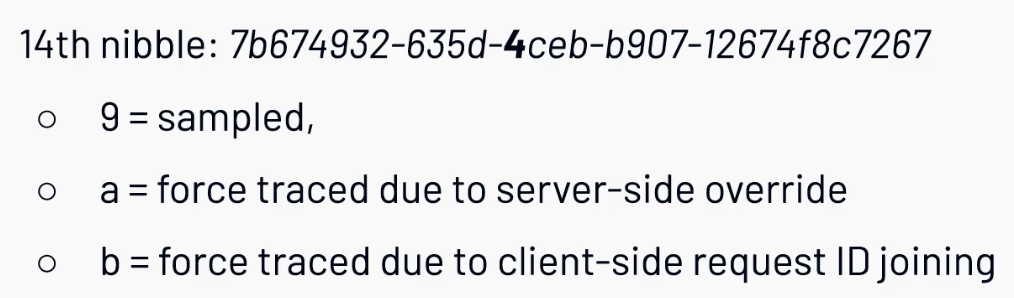 14th nibble: 7b674932-635d-4ceb-b907-12674f8c7267
○ 9 = sampled,
○ a = force traced due to server-side override
○ b = force traced due to client-side request ID joining